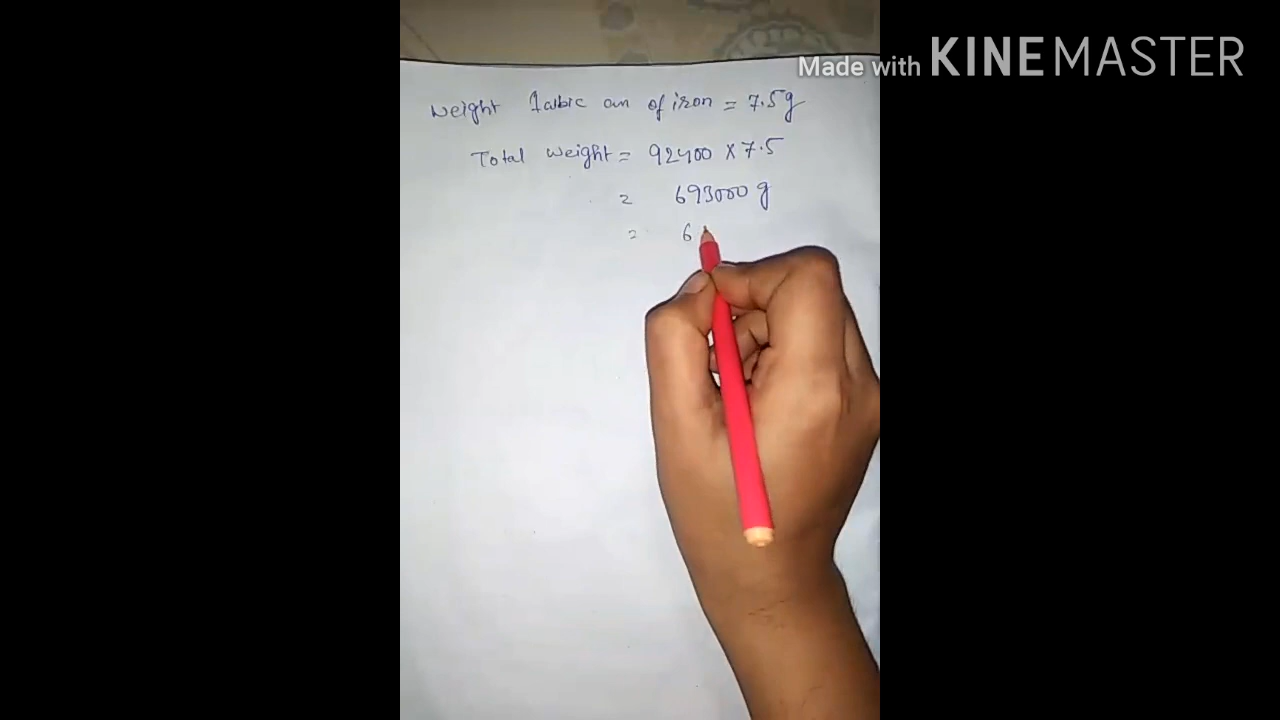 Made with KINEMASTER
Weight 1 cubic cm of iron = 7.5g
Total weight = 92400 x 7.5
= 693000 g
= 6